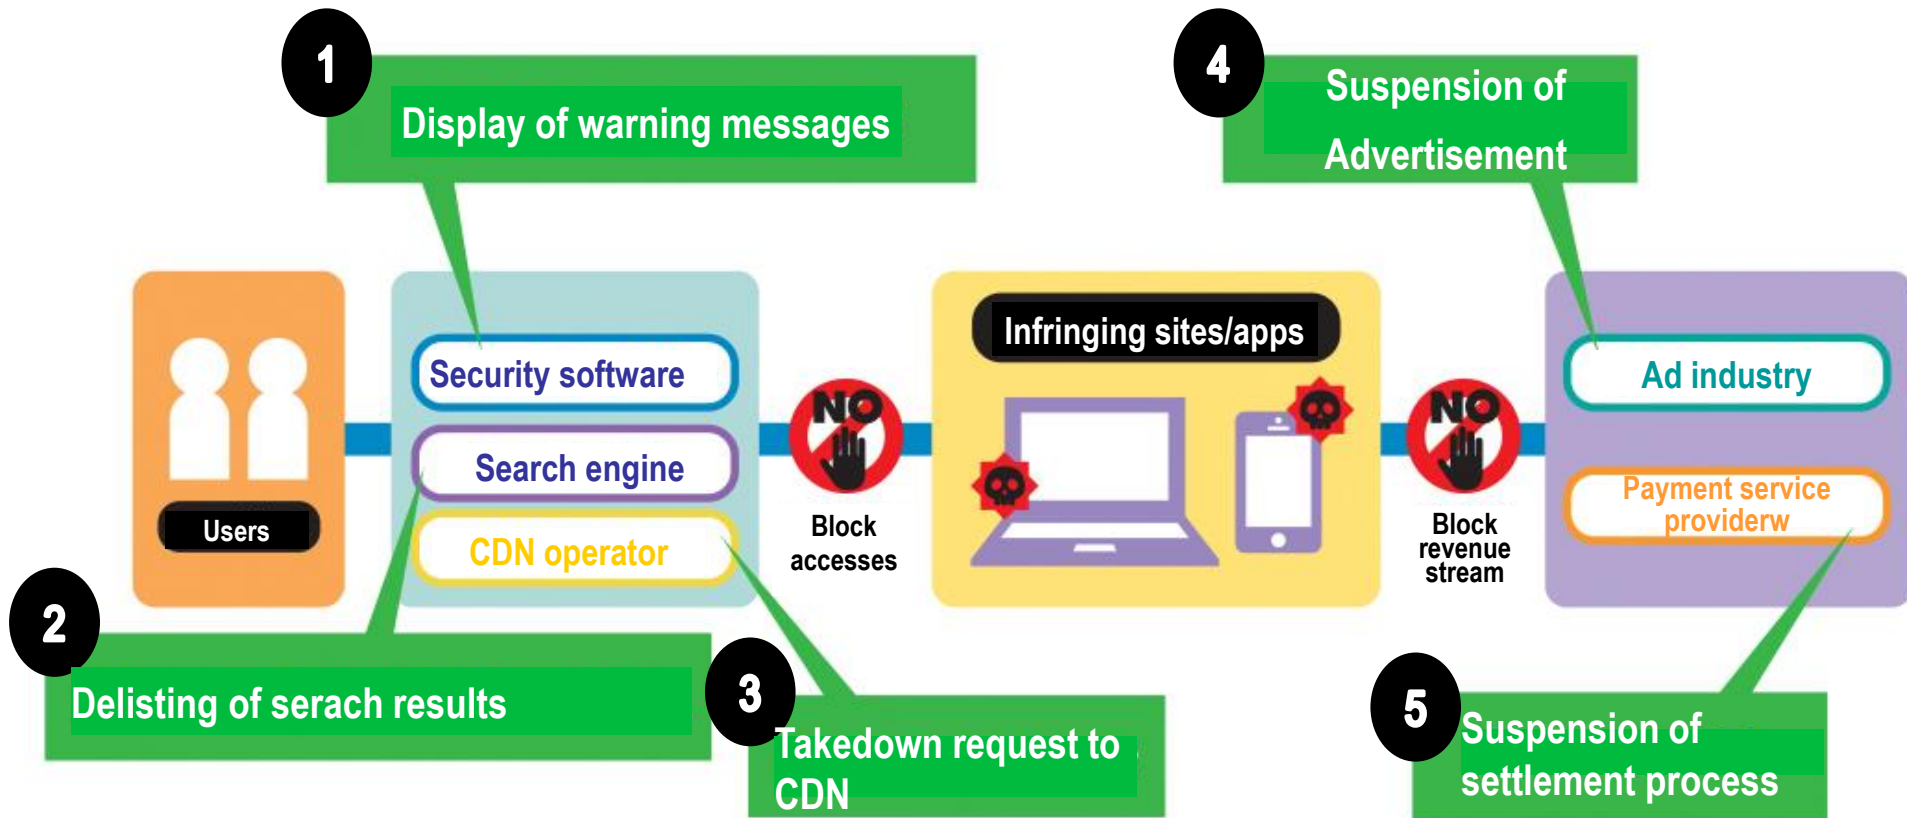 1
Display of warning messages
4
Suspension of
Advertisement
Users
Security software
Search engine
CDN operator
NO
Block
accesses
Infringing sites/apps
NO
Block
revenue
stream
Ad industry
Payment service
providerw
2
Delisting of serach results
3
Takedown request to
CDN
5
Suspension of
settlement process